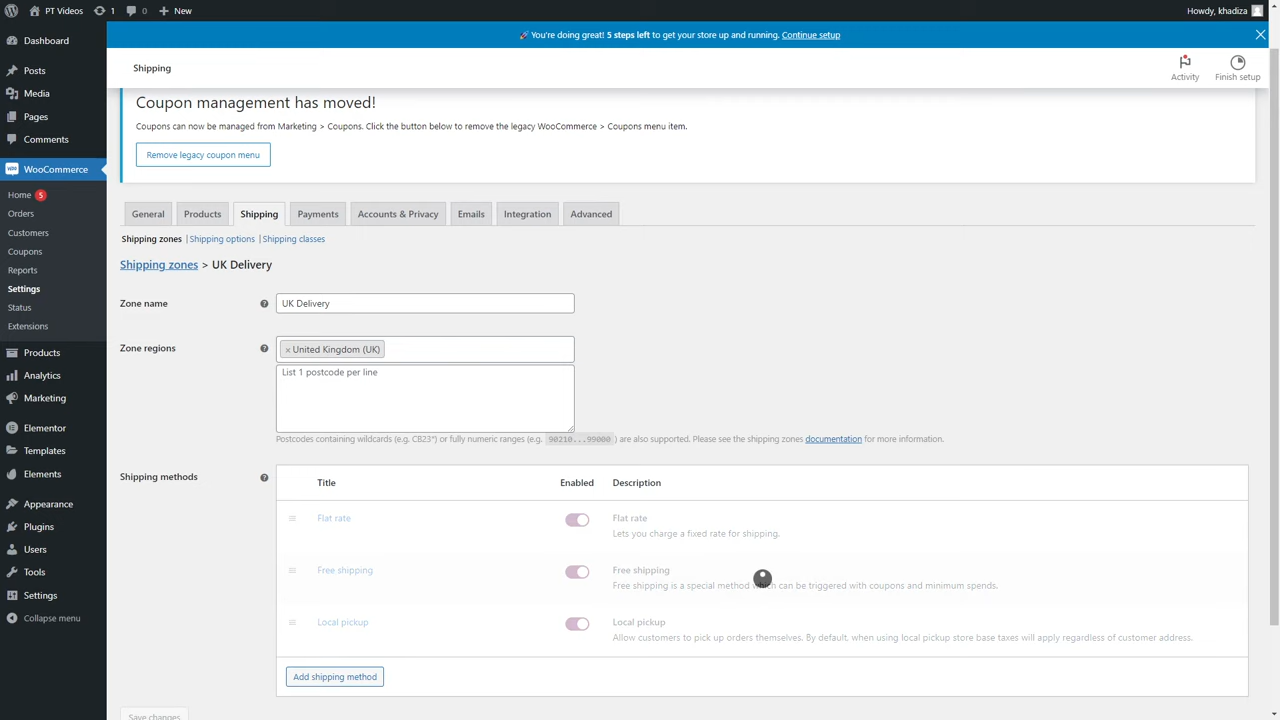 PT Videos 1 0 New Howdy, khadiza
🚀 You're doing great! 5 steps left to get your store up and running. Continue setup
Dashboard
Posts
Media
Pages
Comments
WooCommerce
Home 5
Orders
Customers
Coupons
Reports
Settings
Status
Extensions
Products
Analytics
Marketing
Elementor
Templates
Elements
Appearance
Plugins
Users
Tools
Settings
Collapse menu
Shipping
Activity
Finish setup
Coupon management has moved!
Coupons can now be managed from Marketing > Coupons. Click the button below to remove the legacy WooCommerce > Coupons menu item.
Remove legacy coupon menu
General Products Shipping Payments Accounts & Privacy Emails Integration Advanced
Shipping zones | Shipping options | Shipping classes
Shipping zones > UK Delivery
Zone name UK Delivery
Zone regions × United Kingdom (UK)
List 1 postcode per line
Postcodes containing wildcards (e.g. CB23*) or fully numeric ranges (e.g. 90210...99000 ) are also supported. Please see the shipping zones documentation for more information.
Shipping methods
Title Enabled Description
Flat rate Flat rate
Lets you charge a fixed rate for shipping.
Free shipping Free shipping
Free shipping is a special method which can be triggered with coupons and minimum spends.
Local pickup Local pickup
Allow customers to pick up orders themselves. By default, when using local pickup store base taxes will apply regardless of customer address.
Add shipping method
Save changes